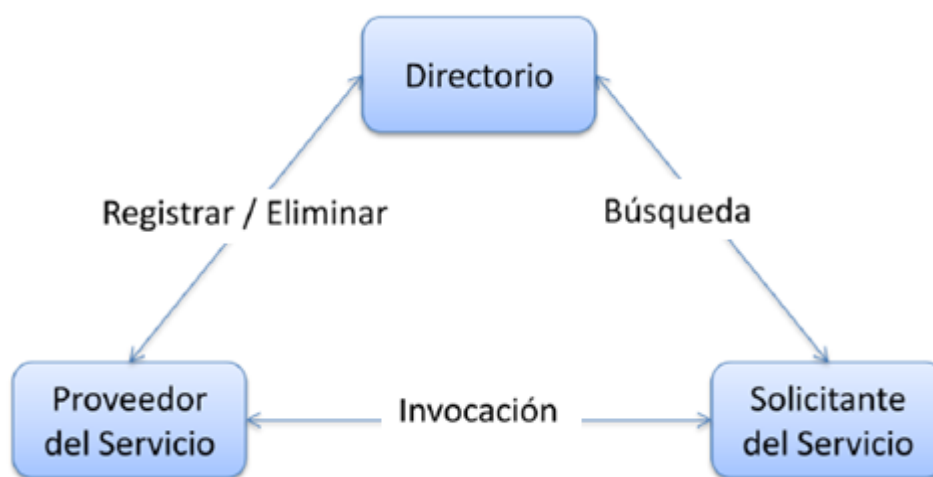 Directorio
Registrar / Eliminar
Búsqueda
Proveedor
del Servicio
Invocación
Solicitante
del Servicio